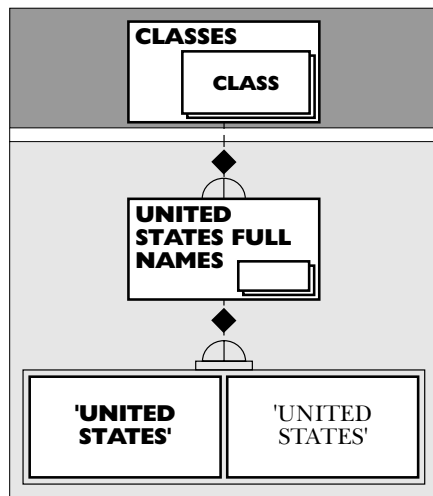 CLASSES
CLASS
UNITED
STATES FULL
NAMES
'UNITED
STATES'
'UNITED
STATES'